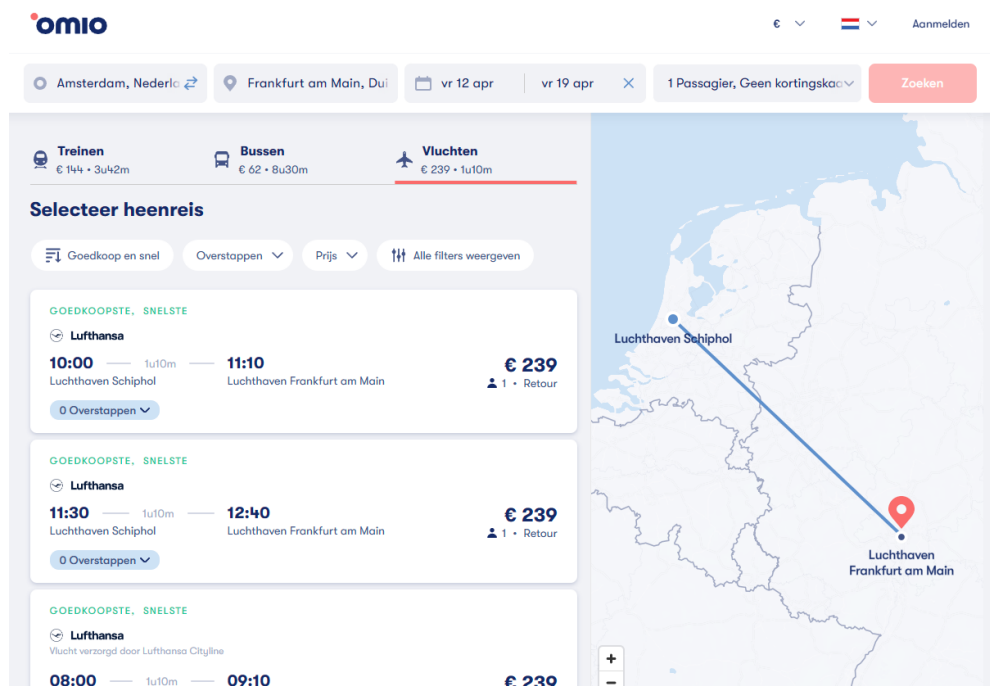 omio
€
Aanmelden
Amsterdam, Nederlo
Frankfurt am Main, Dui
vr 12 apr
vr 19 apr
1 Passagier, Geen kortingskaa
Zoeken
Treinen
€ 144 • 3u42m
Bussen
€ 62 • 8u30m
Vluchten
€ 239 • 1u10m
Selecteer heenreis
Goedkoop en snel
Overstappen
Prijs
Alle filters weergeven
GOEDKOOPSTE, SNELSTE
Lufthansa
10:00 1u10m 11:10 € 239
Luchthaven Schiphol Luchthaven Frankfurt am Main 1 • Retour
0 Overstappen
GOEDKOOPSTE, SNELSTE
Lufthansa
11:30 1u10m 12:40 € 239
Luchthaven Schiphol Luchthaven Frankfurt am Main 1 • Retour
0 Overstappen
GOEDKOOPSTE, SNELSTE
Lufthansa
Vlucht verzorgd door Lufthansa Cityline
08:00 1u10m 09:10 € 239
Luchthaven Schiphol
Luchthaven
Frankfurt am Main
+
−